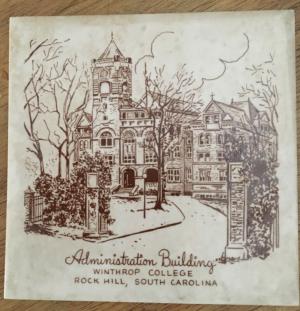 Administration Building
WINTHROP COLLEGE
ROCK HILL, SOUTH CAROLINA